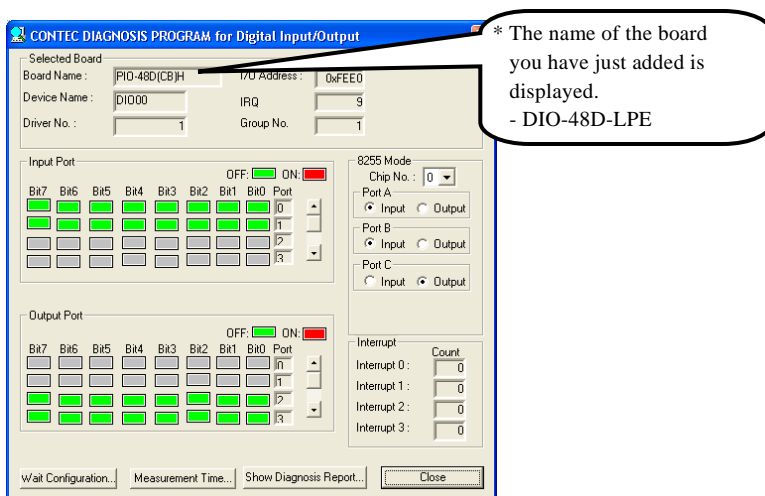 CONTEC DIAGNOSIS PROGRAM for Digital Input/Output
* The name of the board
you have just added is
displayed.
- DIO-48D-LPE
Selected Board
Board Name : PIO-48D(CB)H I/O Address : 0xFEE0
Device Name : DIO00 IRQ 9
Driver No. : 1 Group No. 1
Input Port
OFF: ON:
Bit7 Bit6 Bit5 Bit4 Bit3 Bit2 Bit1 Bit0 Port
0
1
2
3
8255 Mode
Chip No. : 0
Port A
Input Output
Port B
Input Output
Port C
Input Output
Output Port
OFF: ON:
Bit7 Bit6 Bit5 Bit4 Bit3 Bit2 Bit1 Bit0 Port
0
1
2
3
Interrupt
Count
Interrupt 0 : 0
Interrupt 1 : 0
Interrupt 2 : 0
Interrupt 3 : 0
Wait Configuration... Measurement Time... Show Diagnosis Report... Close